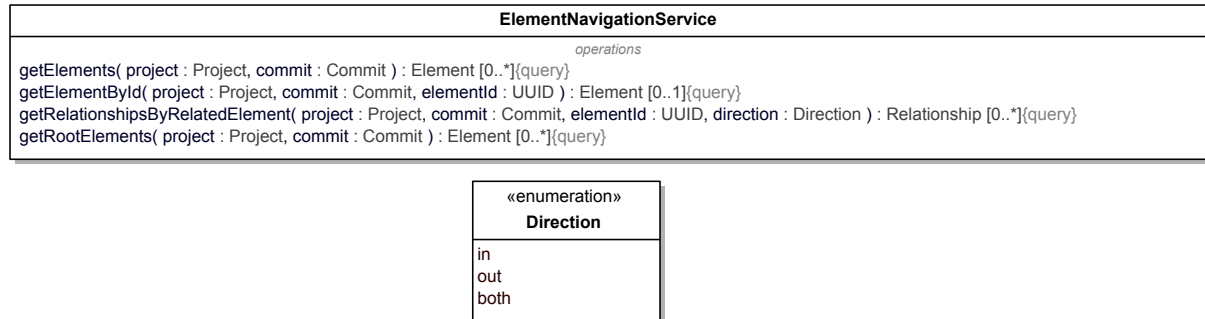 ElementNavigationService
operations
getElements( project : Project, commit : Commit ) : Element [0..*]{query}
getElementById( project : Project, commit : Commit, elementId : UUID ) : Element [0..1]{query}
getRelationshipsByRelatedElement( project : Project, commit : Commit, elementId : UUID, direction : Direction ) : Relationship [0..*]{query}
getRootElements( project : Project, commit : Commit ) : Element [0..*]{query}
«enumeration»
Direction
in
out
both